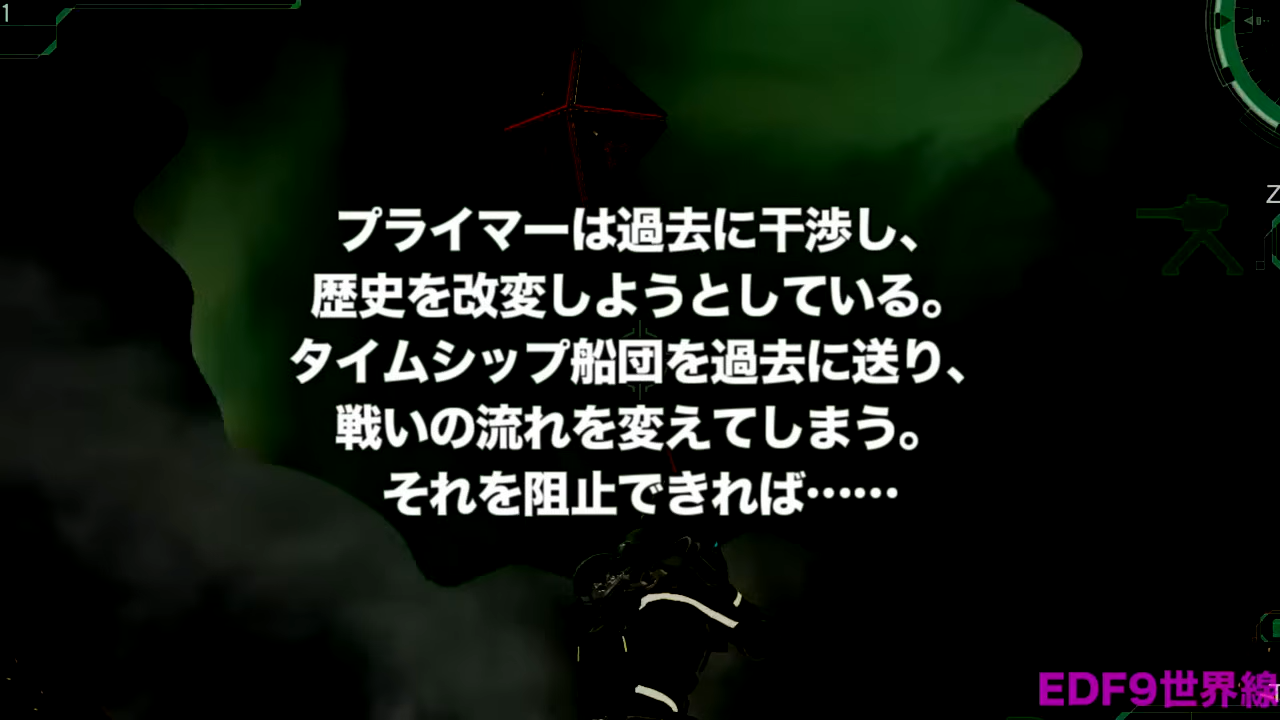 1
Z
プライマーは過去に干渉し、
歴史を改変しようとしている。
タイムシップ船団を過去に送り、
戦いの流れを変えてしまう。
それを阻止できれば……
EDF9世界線